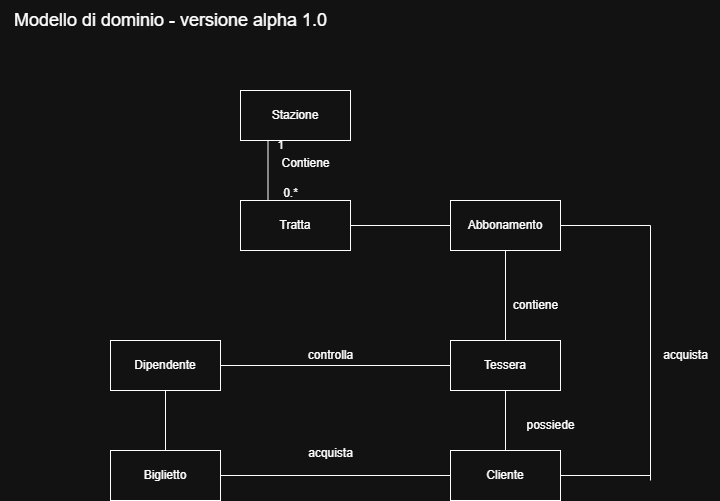 Modello di dominio - versione alpha 1.0
Stazione
1
Contiene
0.*
Tratta
Abbonamento
contiene
Dipendente
controlla
Tessera
acquista
possiede
Biglietto
acquista
Cliente